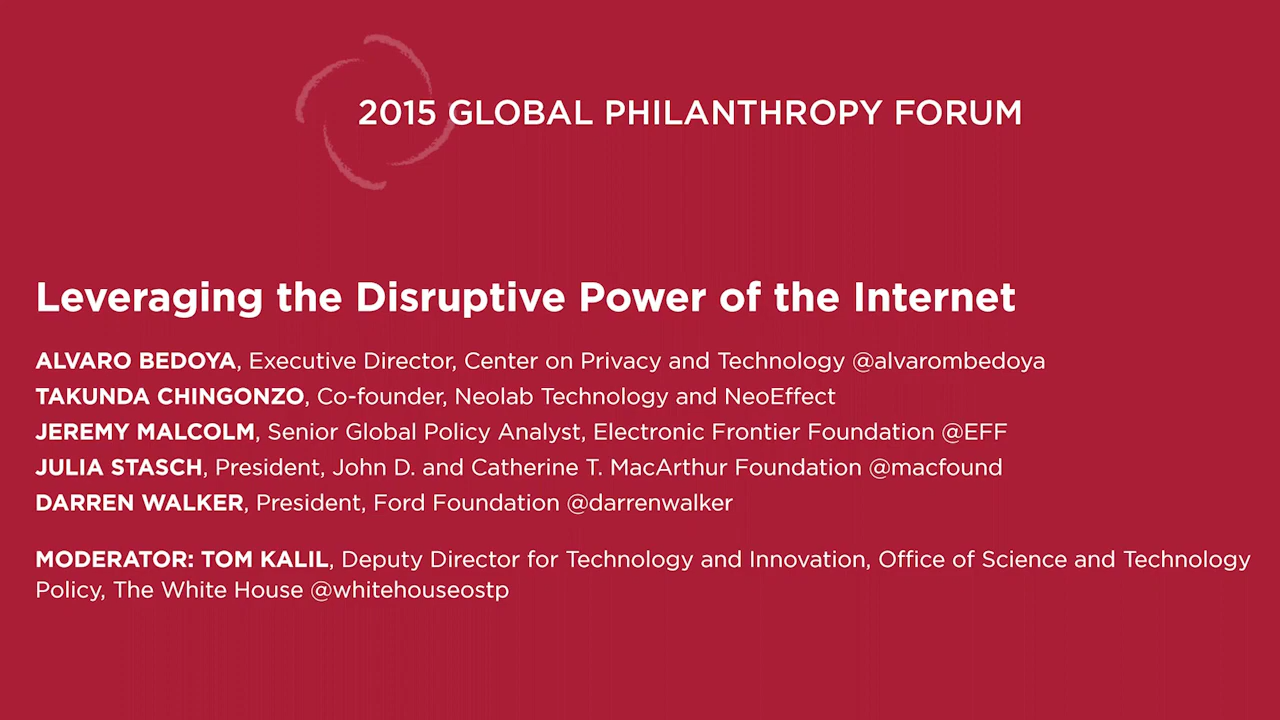 2015 GLOBAL PHILANTHROPY FORUM
Leveraging the Disruptive Power of the Internet
ALVARO BEDOYA, Executive Director, Center on Privacy and Technology @alvarombedoya
TAKUNDA CHINGONZO, Co-founder, Neolab Technology and NeoEffect
JEREMY MALCOLM, Senior Global Policy Analyst, Electronic Frontier Foundation @EFF
JULIA STASCH, President, John D. and Catherine T. MacArthur Foundation @macfound
DARREN WALKER, President, Ford Foundation @darrenwalker
MODERATOR: TOM KALIL, Deputy Director for Technology and Innovation, Office of Science and Technology
Policy, The White House @whitehouseostp